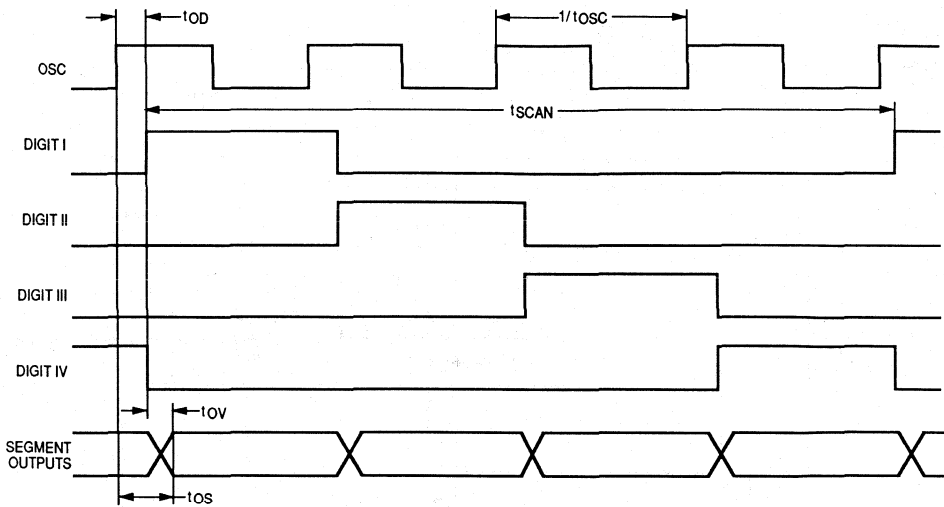 tOD
1/tOSC
OSC
tSCAN
DIGIT I
DIGIT II
DIGIT III
DIGIT IV
tOV
SEGMENT
OUTPUTS
tOS